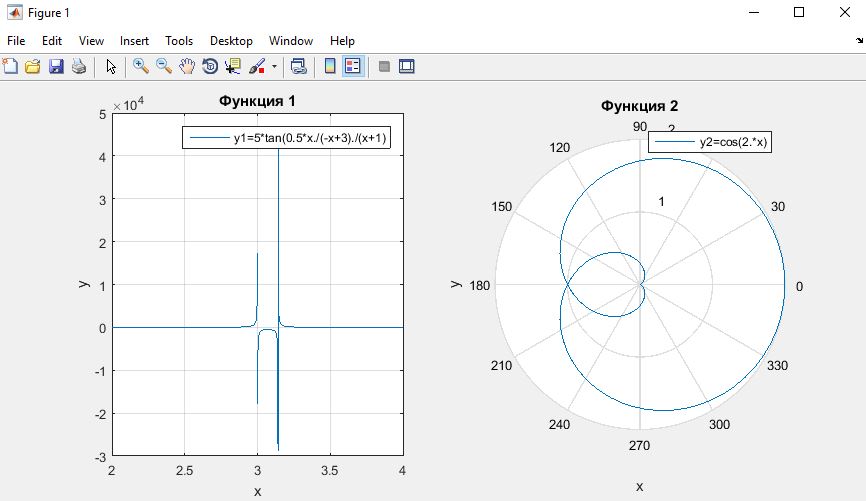 Figure 1
File Edit View Insert Tools Desktop Window Help
Функция 1
×10^4
y1=5*tan(0.5*x./(-x+3)./(x+1)
5
4
3
2
1
0
-1
-2
-3
2 2.5 3 3.5 4
x
y
Функция 2
y2=cos(2.*x)
90
2
120
150
1
30
180
0
210
330
240
300
270
y
x